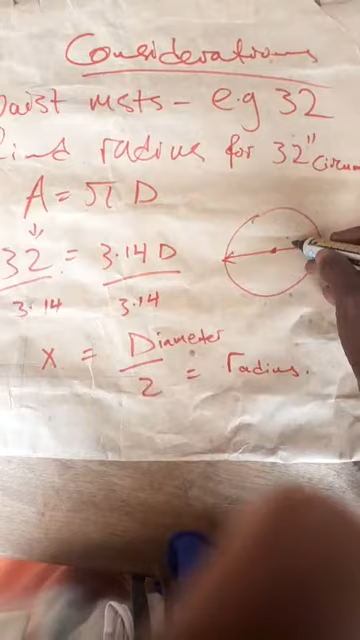 Considerations
Waist msts - e.g 32
Find radius for 32" Circum
A = π D
32 = 3.14 D
3.14 3.14
x = Diameter / 2 = radius.